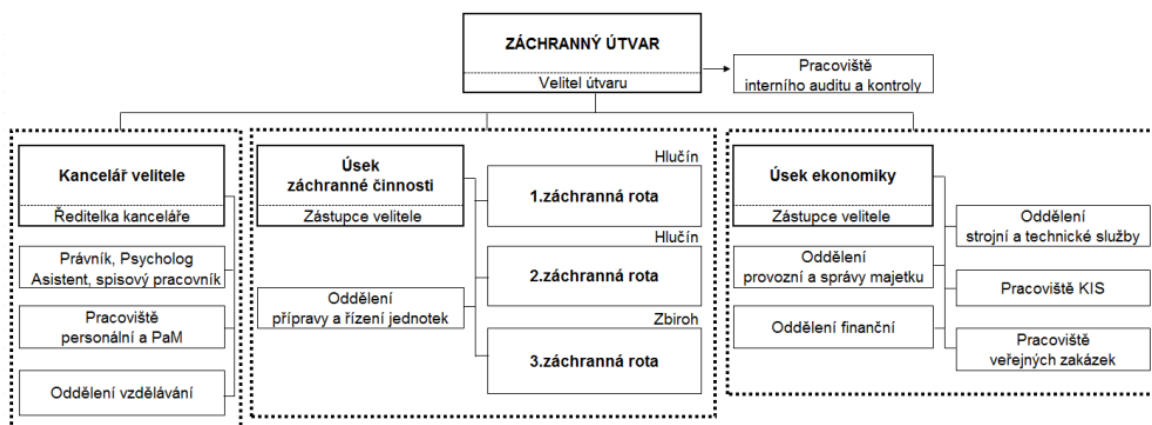 ZÁCHRANNÝ ÚTVAR
Velitel útvaru
Pracoviště
interního auditu a kontroly
Kancelář velitele
Ředitelka kanceláře
Právník, Psycholog
Asistent, spisový pracovník
Pracoviště
personální a PaM
Oddělení vzdělávání
Úsek
záchranné činnosti
Zástupce velitele
Oddělení
přípravy a řízení jednotek
Hlučín
1.záchranná rota
Hlučín
2.záchranná rota
Zbiroh
3.záchranná rota
Úsek ekonomiky
Zástupce velitele
Oddělení
provozní a správy majetku
Oddělení finanční
Oddělení
strojní a technické služby
Pracoviště KIS
Pracoviště
veřejných zakázek